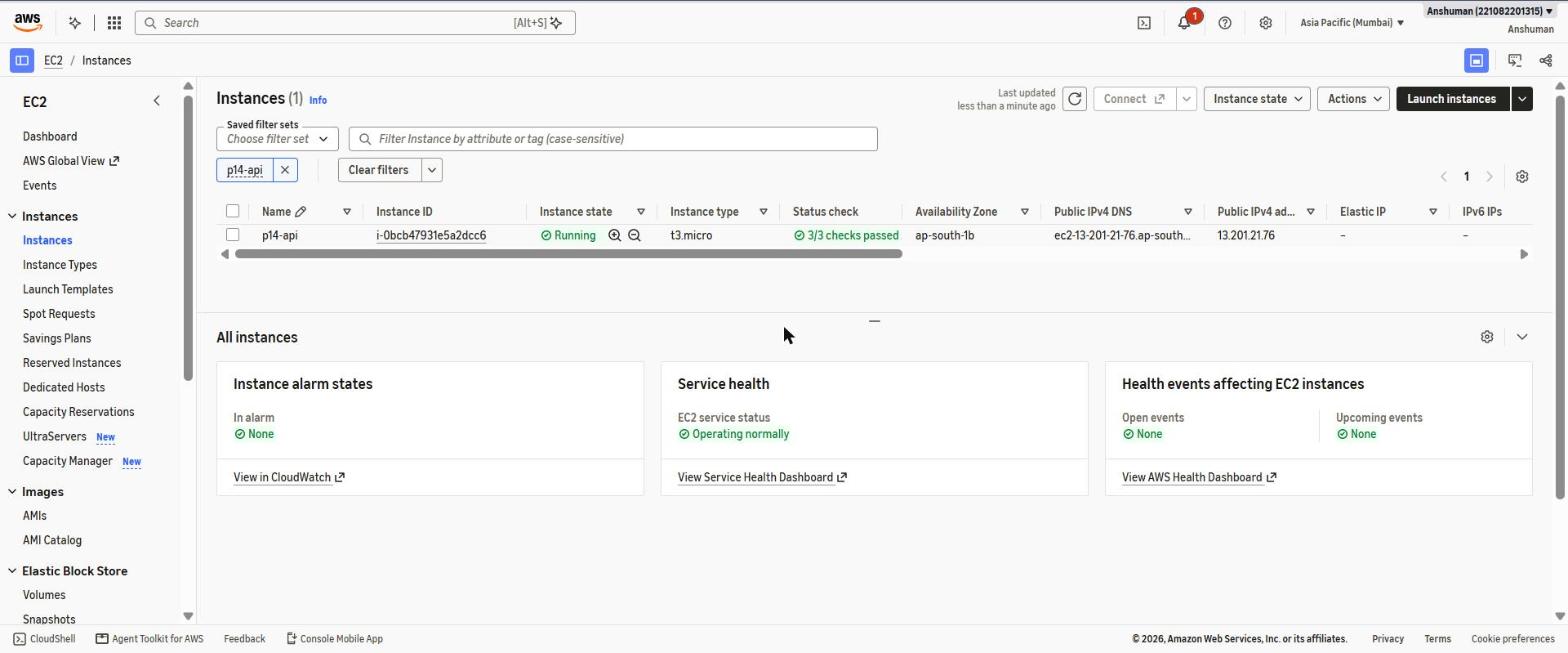 aws
Search [Alt+S]
1
Asia Pacific (Mumbai)
Anshuman (221082201315)
Anshuman
EC2 / Instances
EC2
Dashboard
AWS Global View
Events
Instances
Instances
Instance Types
Launch Templates
Spot Requests
Savings Plans
Reserved Instances
Dedicated Hosts
Capacity Reservations
UltraServers New
Capacity Manager New
Images
AMIs
AMI Catalog
Elastic Block Store
Volumes
Snapshots
Instances (1) Info
Last updated
less than a minute ago
Connect
Instance state
Actions
Launch instances
Saved filter sets
Choose filter set
Filter Instance by attribute or tag (case-sensitive)
p14-api
Clear filters
1
Name Instance ID Instance state Instance type Status check Availability Zone Public IPv4 DNS Public IPv4 ad... Elastic IP IPv6 IPs
p14-api i-0bcb47931e5a2dcc6 Running t3.micro 3/3 checks passed ap-south-1b ec2-13-201-21-76.ap-south... 13.201.21.76 – –
All instances
Instance alarm states
In alarm
None
View in CloudWatch
Service health
EC2 service status
Operating normally
View Service Health Dashboard
Health events affecting EC2 instances
Open events Upcoming events
None None
View AWS Health Dashboard
CloudShell Agent Toolkit for AWS Feedback Console Mobile App
© 2026, Amazon Web Services, Inc. or its affiliates. Privacy Terms Cookie preferences